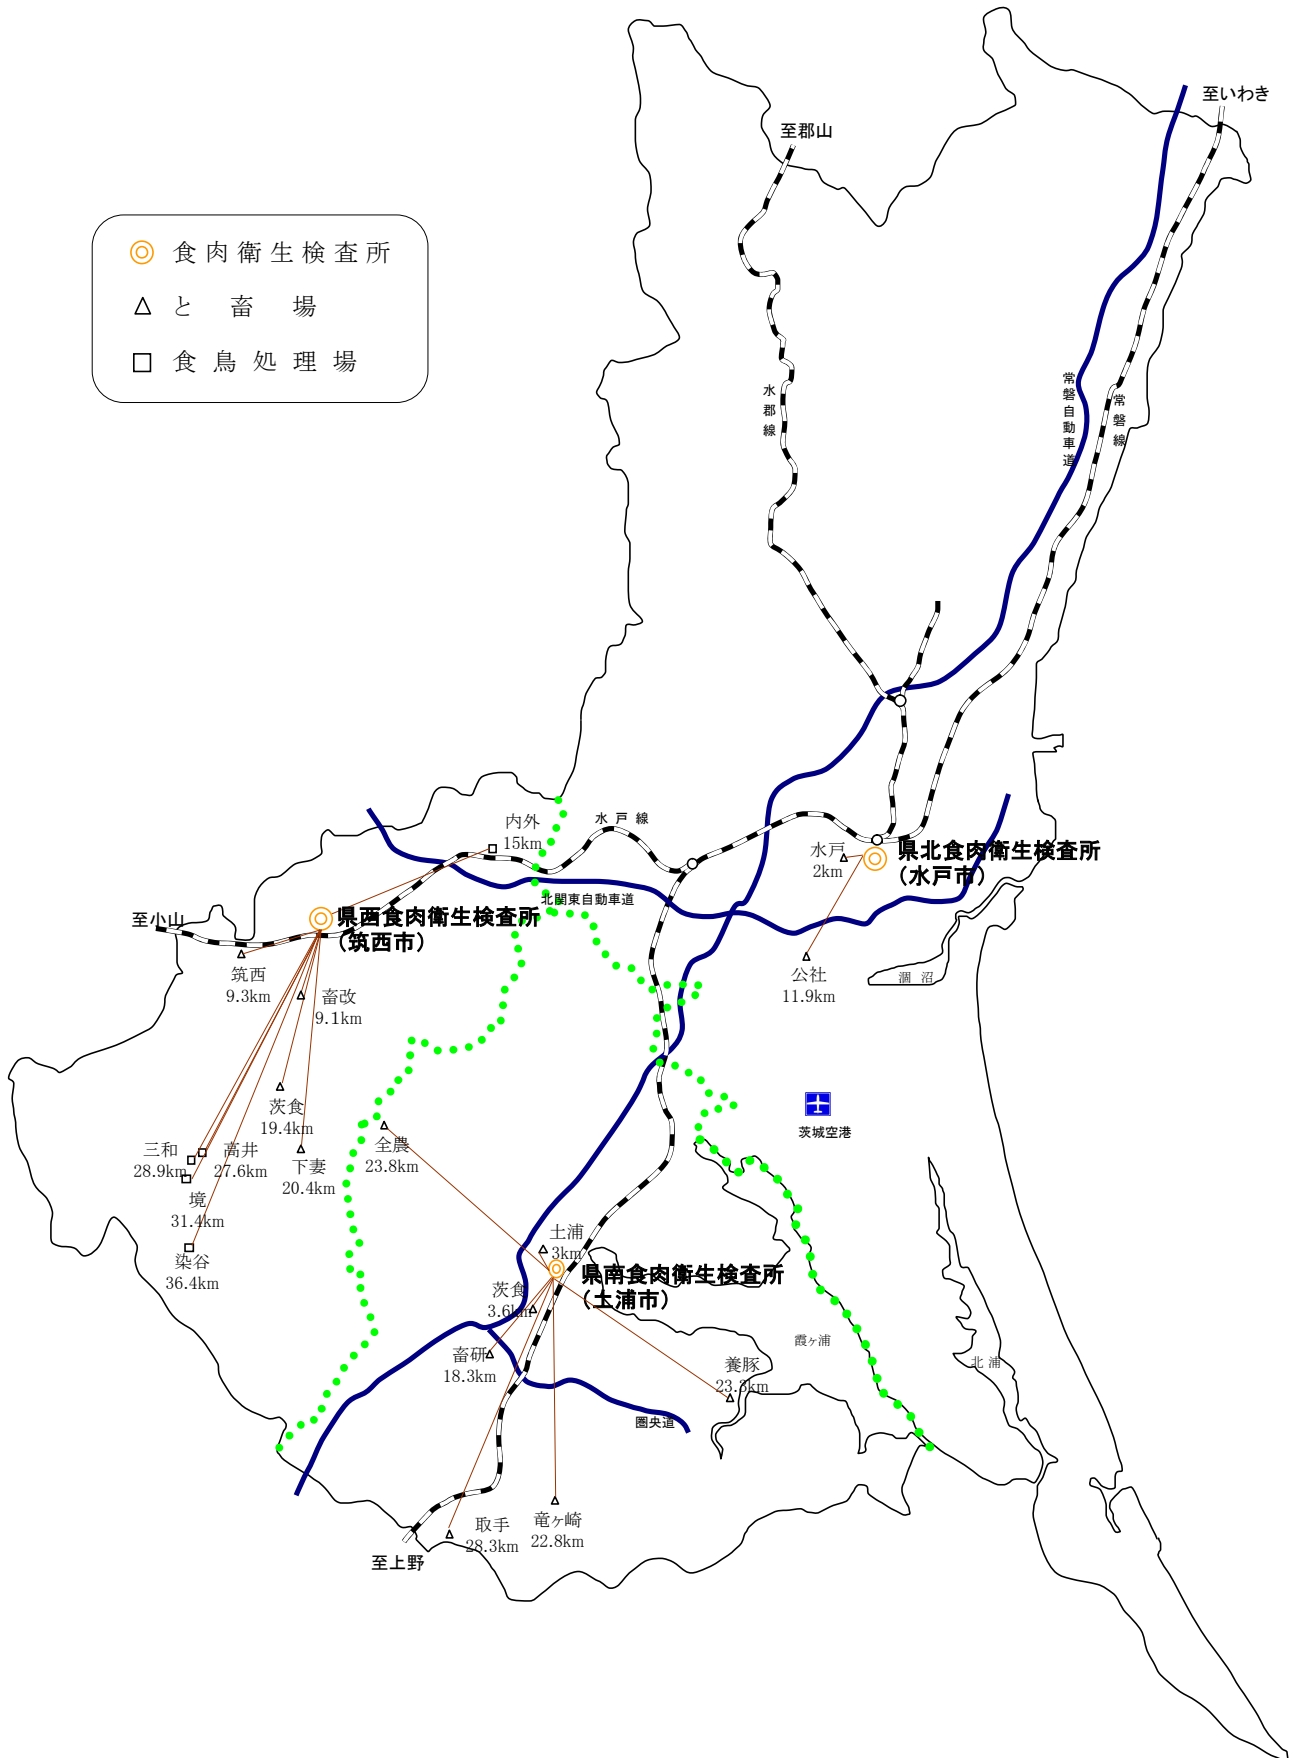 至いわき
至郡山
食肉衛生検査所
と畜場
食鳥処理場
常磐自動車道
水郡線
常磐線
水戸線
内外
15km
水戸
2km
県北食肉衛生検査所
(水戸市)
北関東自動車道
至小山
県西食肉衛生検査所
(筑西市)
筑西
9.3km
公社
11.9km
涸沼
畜改
9.1km
茨食
19.4km
茨城空港
三和
28.9km
高井
27.6km
下妻
20.4km
全農
23.8km
境
31.4km
染谷
36.4km
土浦
3km
県南食肉衛生検査所
(土浦市)
茨食
3.6km
霞ヶ浦
畜研
18.3km
養豚
23.3km
北浦
圏央道
取手
28.3km
竜ヶ崎
22.8km
至上野